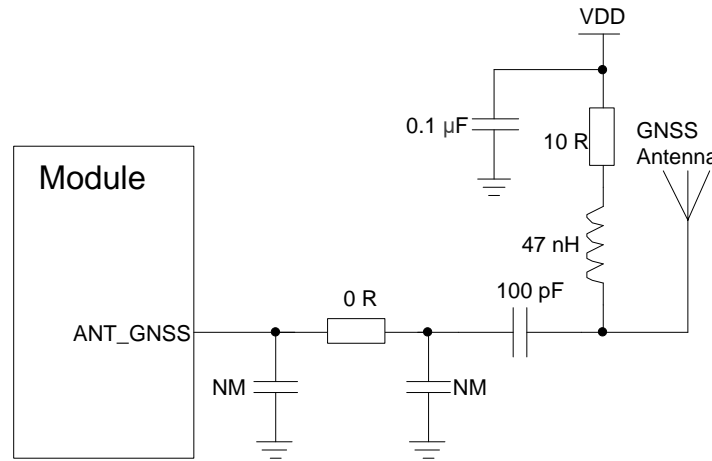 VDD
0.1 µF
10 R
GNSS
Antenna
Module
47 nH
100 pF
0 R
ANT_GNSS
NM
NM